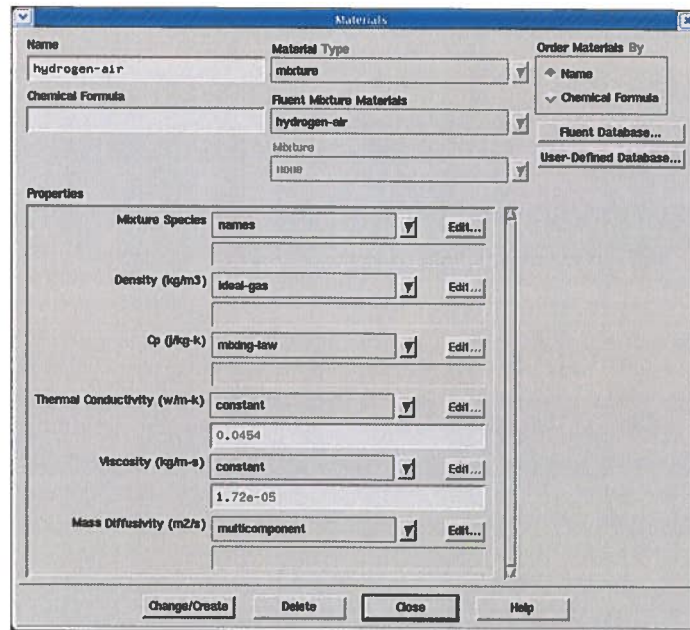 Materials
Name
hydrogen-air
Chemical Formula
Material Type
mixture
Fluent Mixture Materials
hydrogen-air
Mixture
none
Order Materials By
Name
Chemical Formula
Fluent Database...
User-Defined Database...
Properties
Mixture Species
names
Edit...
Density (kg/m3)
ideal-gas
Edit...
Cp (j/kg-k)
mixing-law
Edit...
Thermal Conductivity (w/m-k)
constant
Edit...
0.0454
Viscosity (kg/m-s)
constant
Edit...
1.72e-05
Mass Diffusivity (m2/s)
multicomponent
Edit...
Change/Create Delete Close Help